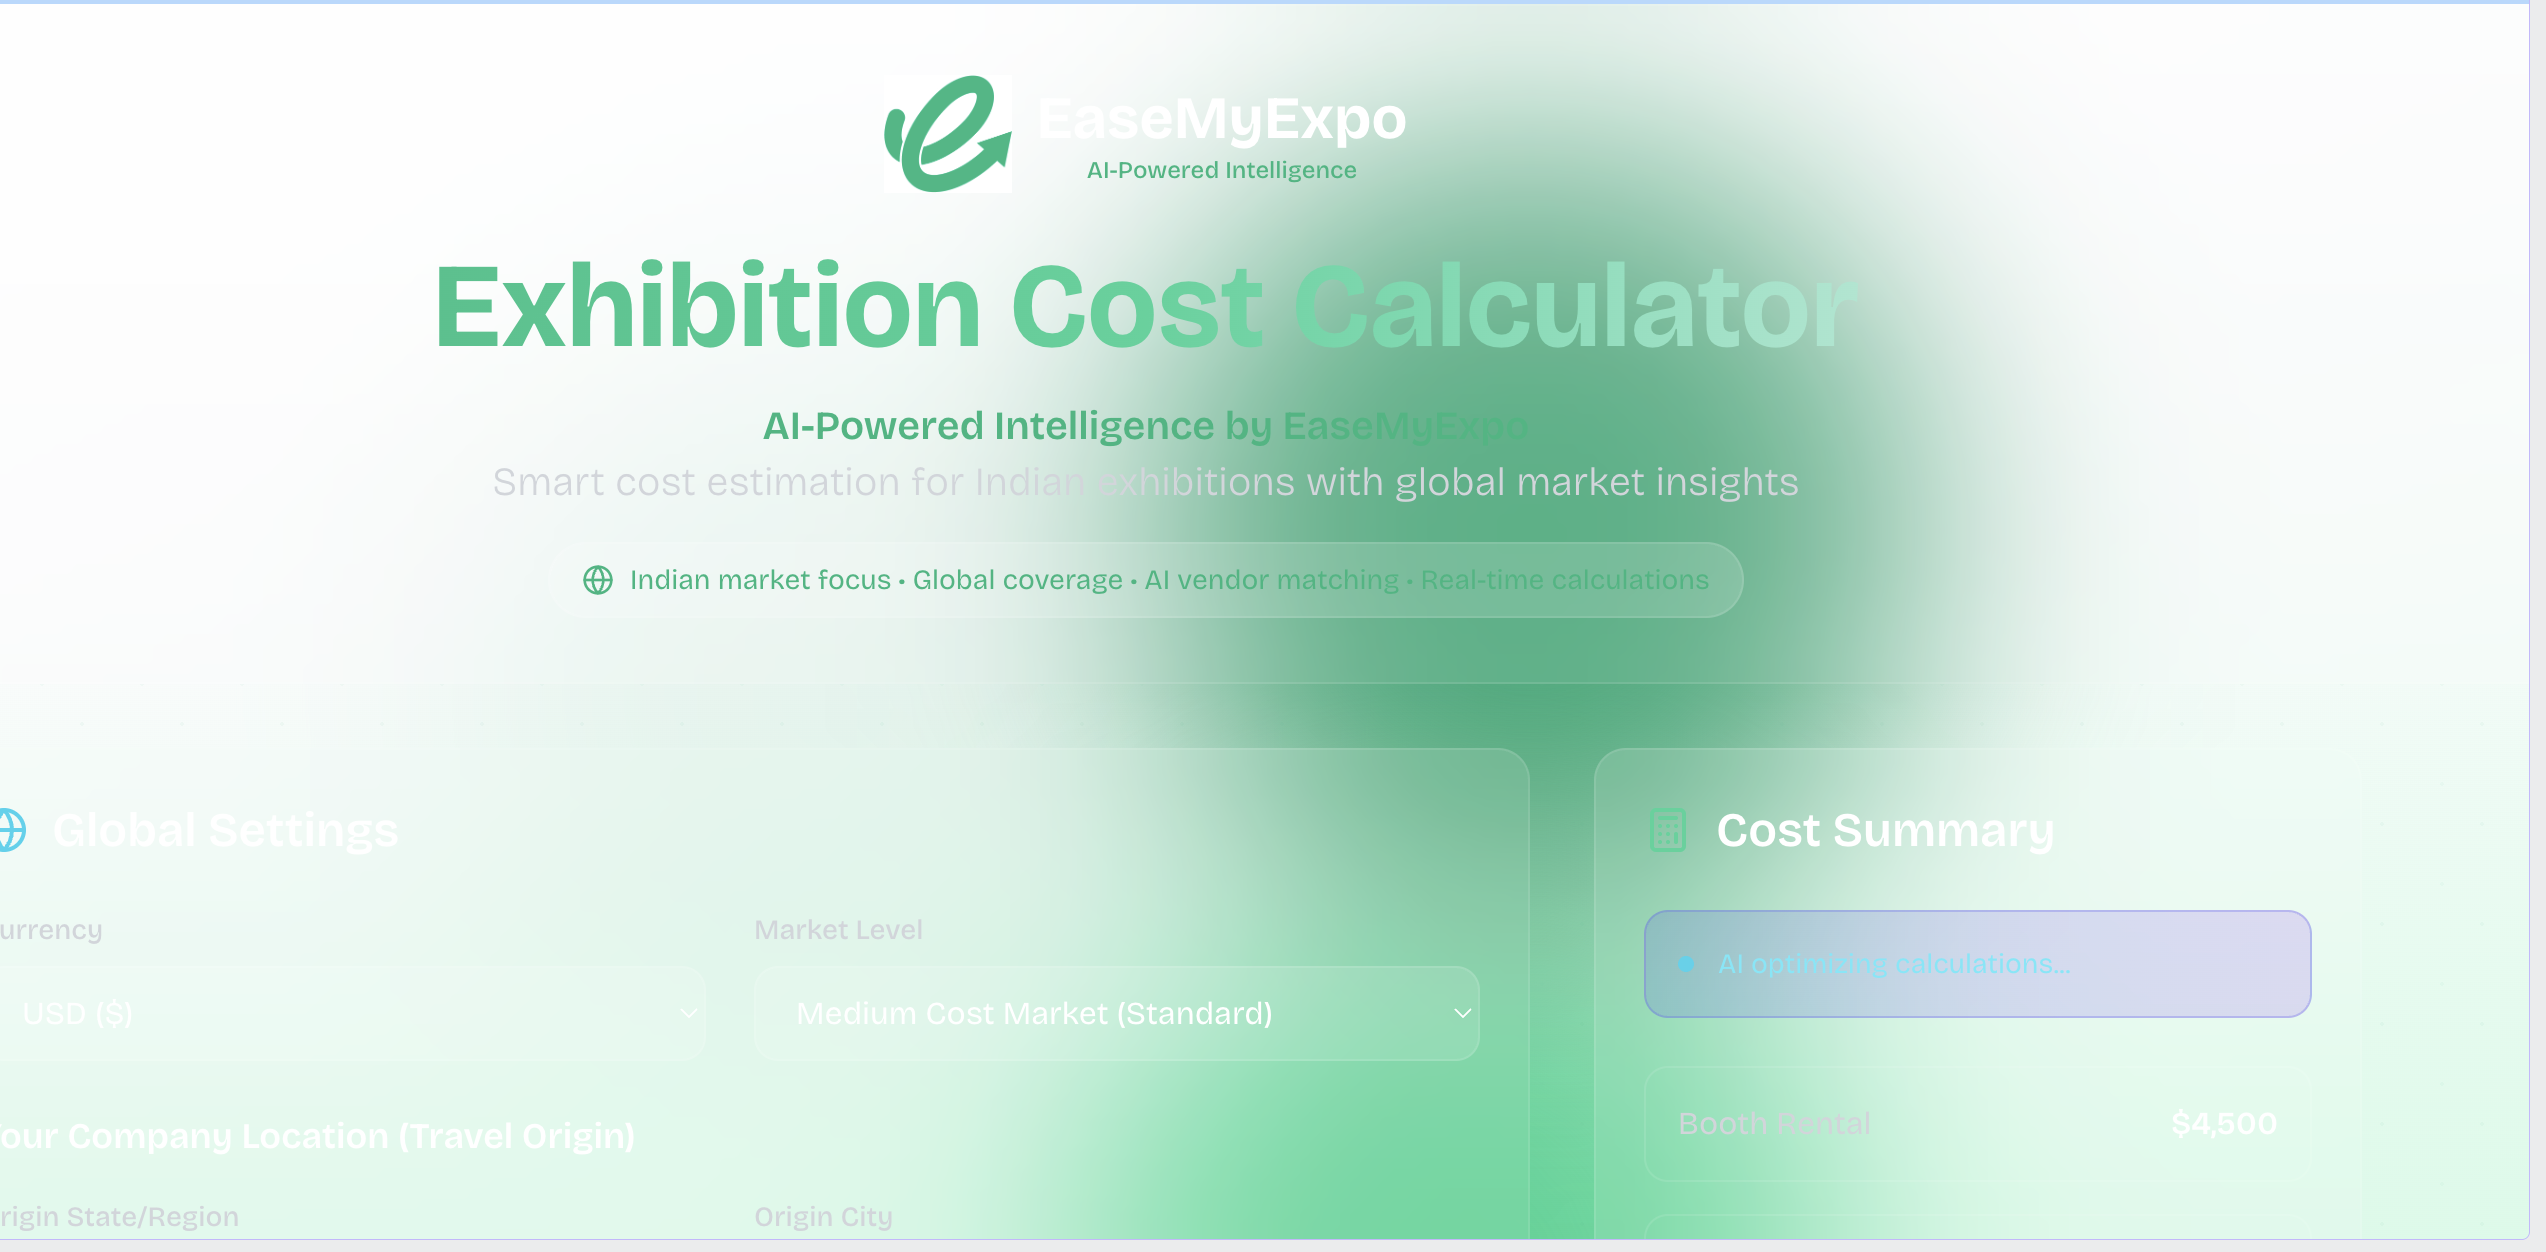 EaseMyExpo
AI-Powered Intelligence
Exhibition Cost Calculator
AI-Powered Intelligence by EaseMyExpo
Smart cost estimation for Indian exhibitions with global market insights
Indian market focus • Global coverage • AI vendor matching • Real-time calculations
Global Settings
urrency
Market Level
USD ($)
Medium Cost Market (Standard)
Your Company Location (Travel Origin)
rigin State/Region
Origin City
Cost Summary
AI optimizing calculations...
Booth Rental
$4,500